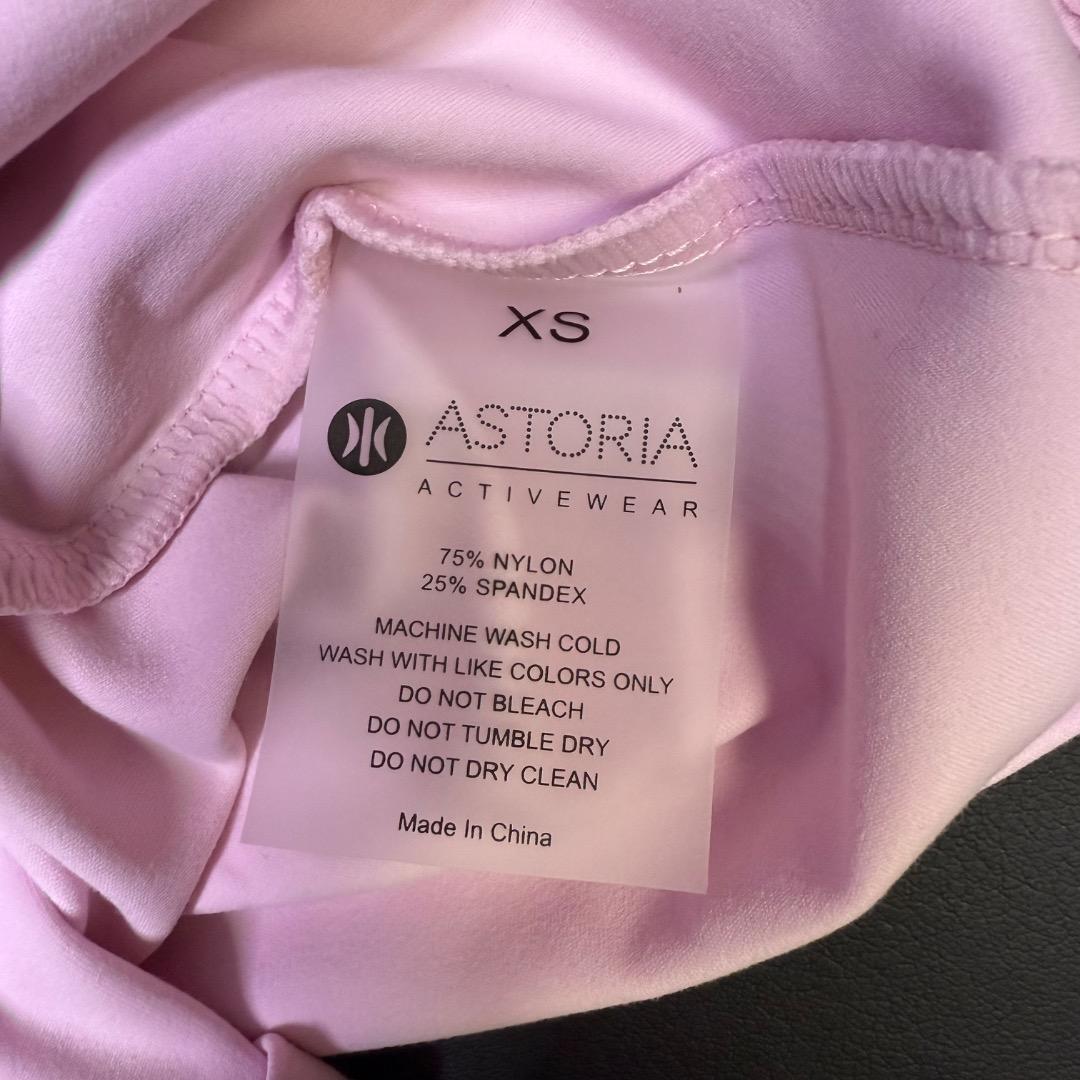 XS
ASTORIA
ACTIVEWEAR
75% NYLON
25% SPANDEX
MACHINE WASH COLD
WASH WITH LIKE COLORS ONLY
DO NOT BLEACH
DO NOT TUMBLE DRY
DO NOT DRY CLEAN
Made In China